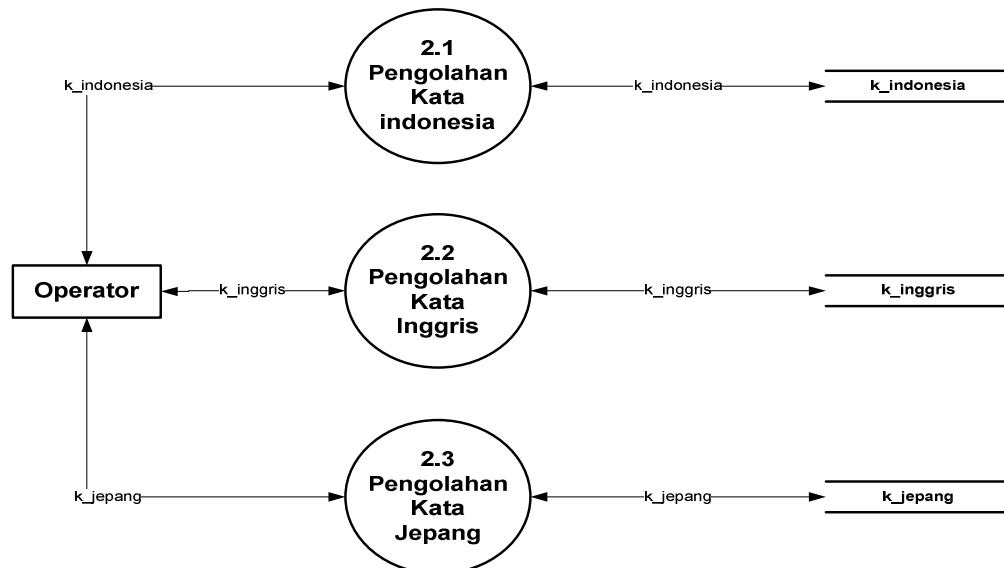 2.1
Pengolahan
Kata
indonesia
k_indonesia
k_indonesia
k_indonesia
2.2
Pengolahan
Kata
Inggris
Operator
k_inggris
k_inggris
k_inggris
2.3
Pengolahan
Kata
Jepang
k_jepang
k_jepang
k_jepang